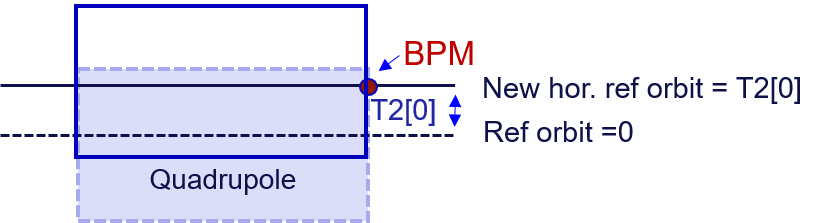 BPM
New hor. ref orbit = T2[0]
T2[0]
Ref orbit =0
Quadrupole